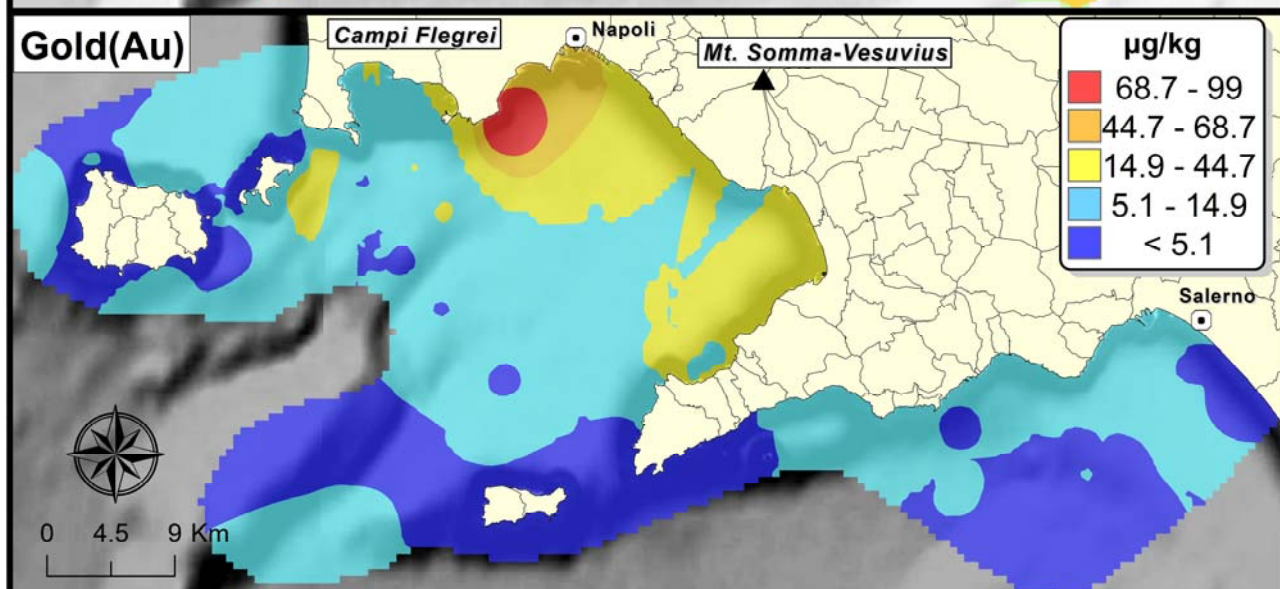 Gold(Au)
Campi Flegrei
Napoli
Mt. Somma-Vesuvius
µg/kg
68.7 - 99
44.7 - 68.7
14.9 - 44.7
5.1 - 14.9
< 5.1
Salerno
0 4.5 9 Km